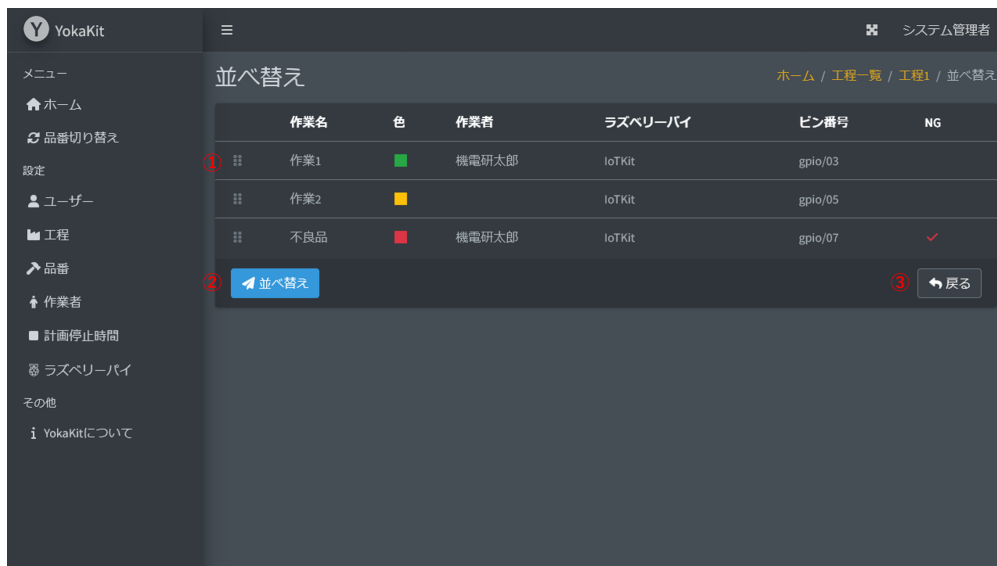 Y YokaKit
システム管理者
メニュー
ホーム
品番切り替え
設定
ユーザー
工程
品番
作業者
計画停止時間
ラズベリーパイ
その他
YokaKitについて
並べ替え
ホーム / 工程一覧 / 工程1 / 並べ替え
作業名 色 作業者 ラズベリーパイ ピン番号 NG
① 作業1 機電研太郎 IoTKit gpio/03
作業2 IoTKit gpio/05
不良品 機電研太郎 IoTKit gpio/07
② 並べ替え ③ 戻る